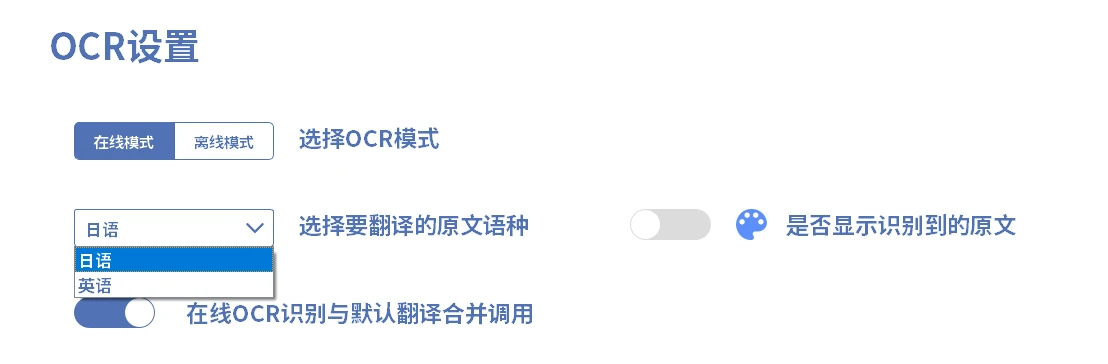 OCR设置
在线模式 离线模式 选择OCR模式
日语 选择要翻译的原文语种 是否显示识别到的原文
日语
英语
在线OCR识别与默认翻译合并调用